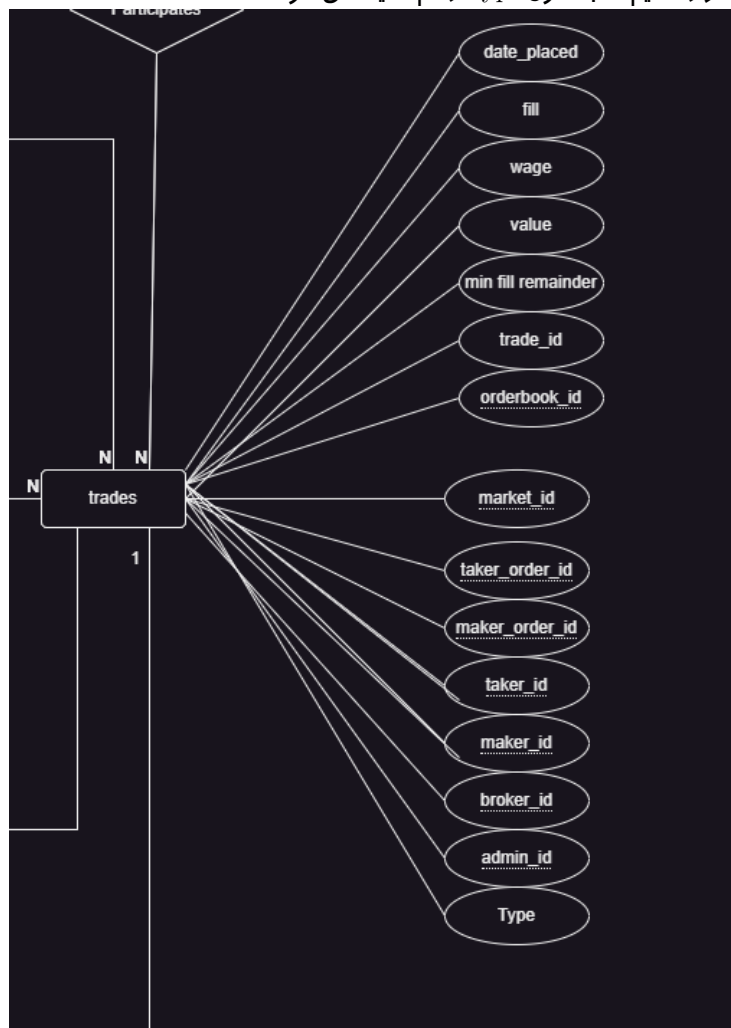 Participates
date_placed
fill
wage
value
min fill remainder
trade_id
orderbook_id
N N
N
trades
market_id
1
taker_order_id
maker_order_id
taker_id
maker_id
broker_id
admin_id
Type